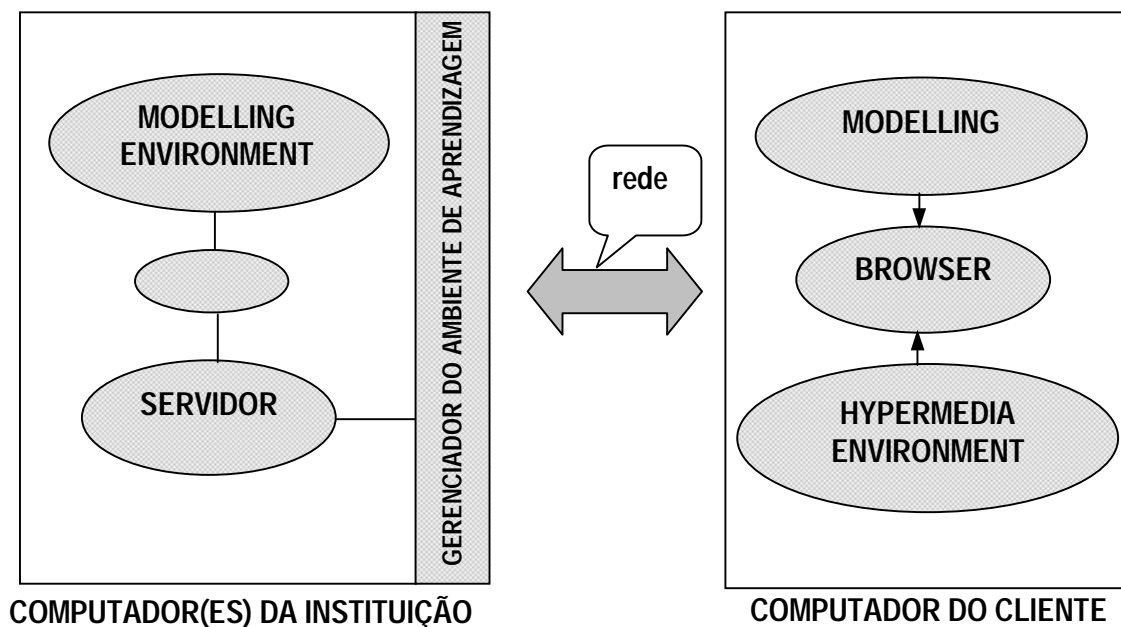 MODELLING
ENVIRONMENT
SERVIDOR
GERENCIADOR DO AMBIENTE DE APRENDIZAGEM
COMPUTADOR(ES) DA INSTITUIÇÃO
rede
MODELLING
BROWSER
HYPERMEDIA
ENVIRONMENT
COMPUTADOR DO CLIENTE